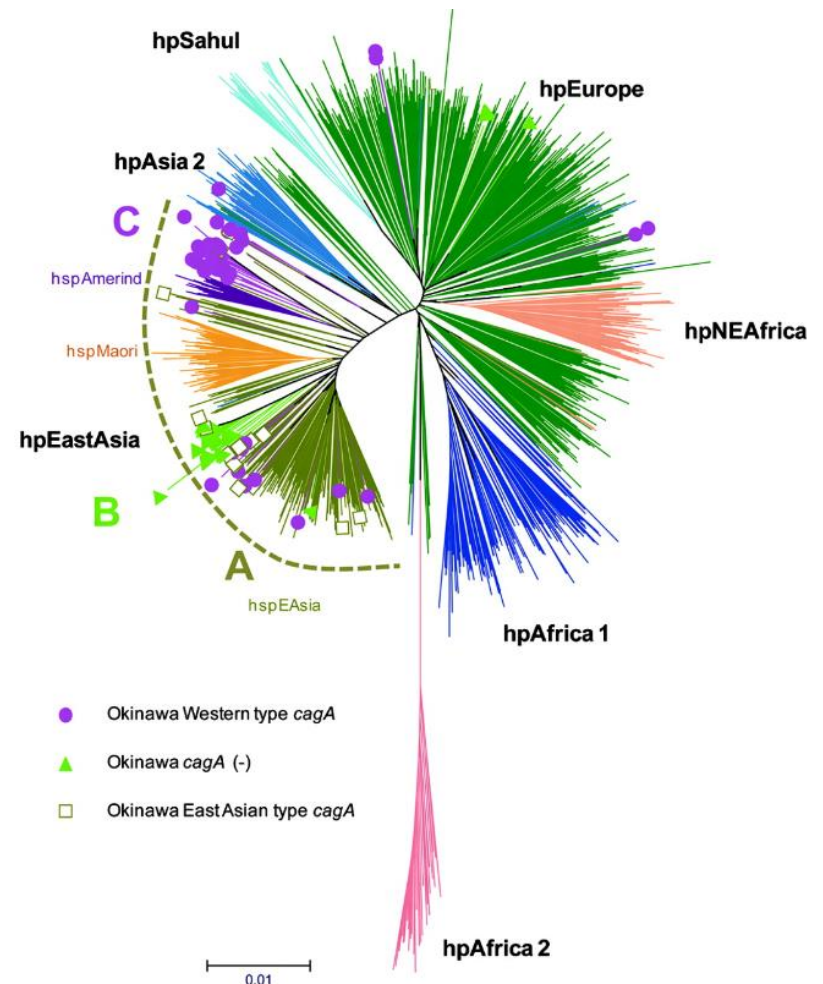 hpSahul
hpEurope
hpAsia 2
C
hspAmerind
hspMaori
hpNEAfrica
hpEastAsia
B
A
hspEAsia
hpAfrica 1
Okinawa Western type cagA
Okinawa cagA (-)
Okinawa East Asian type cagA
hpAfrica 2
0.01